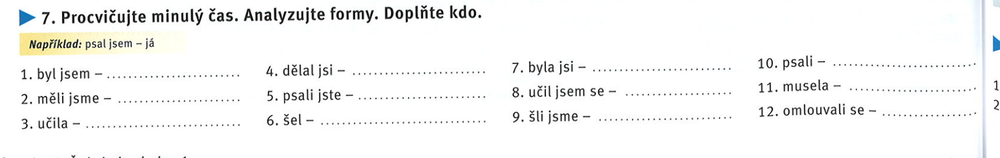 7. Procvičujte minulý čas. Analyzujte formy. Doplňte kdo.
Například: psal jsem – já
1. byl jsem – ........................
2. měli jsme – ......................
3. učila – ............................
4. dělal jsi – ........................
5. psali jste – .......................
6. šel – ..............................
7. byla jsi – .........................
8. učil jsem se – ...................
9. šli jsme – ........................
10. psali – ..........................
11. musela – .......................
12. omlouvali se – .................
1
2